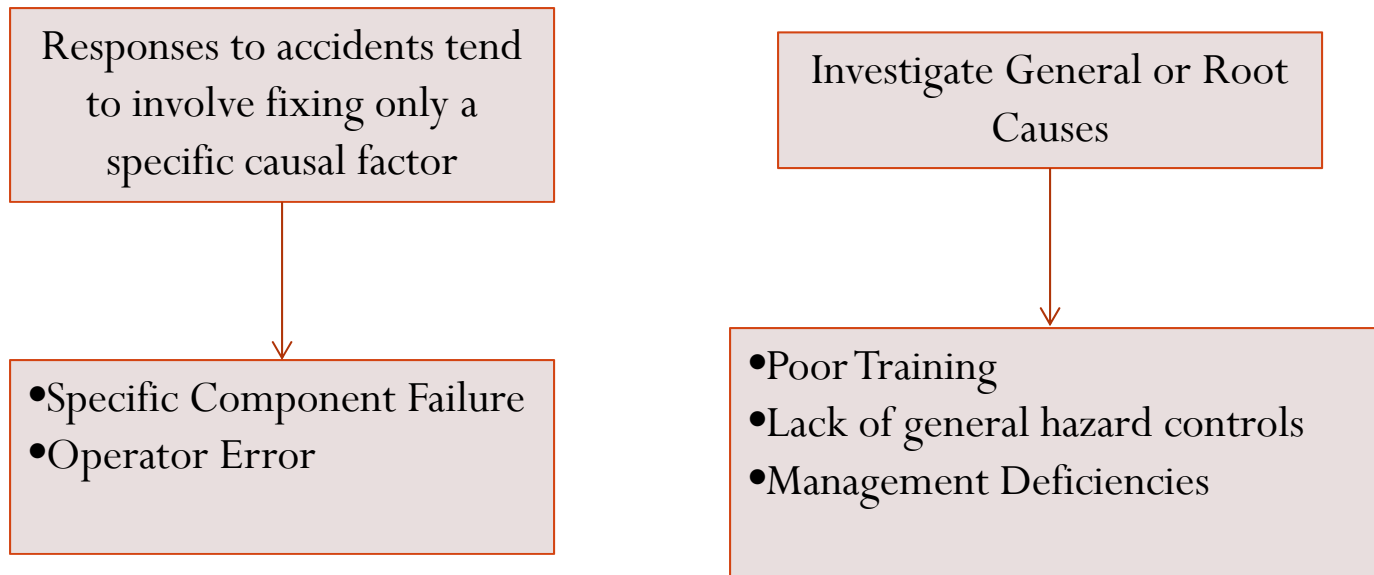 Responses to accidents tend
to involve fixing only a
specific causal factor
Investigate General or Root
Causes
•Specific Component Failure
•Operator Error
•Poor Training
•Lack of general hazard controls
•Management Deficiencies